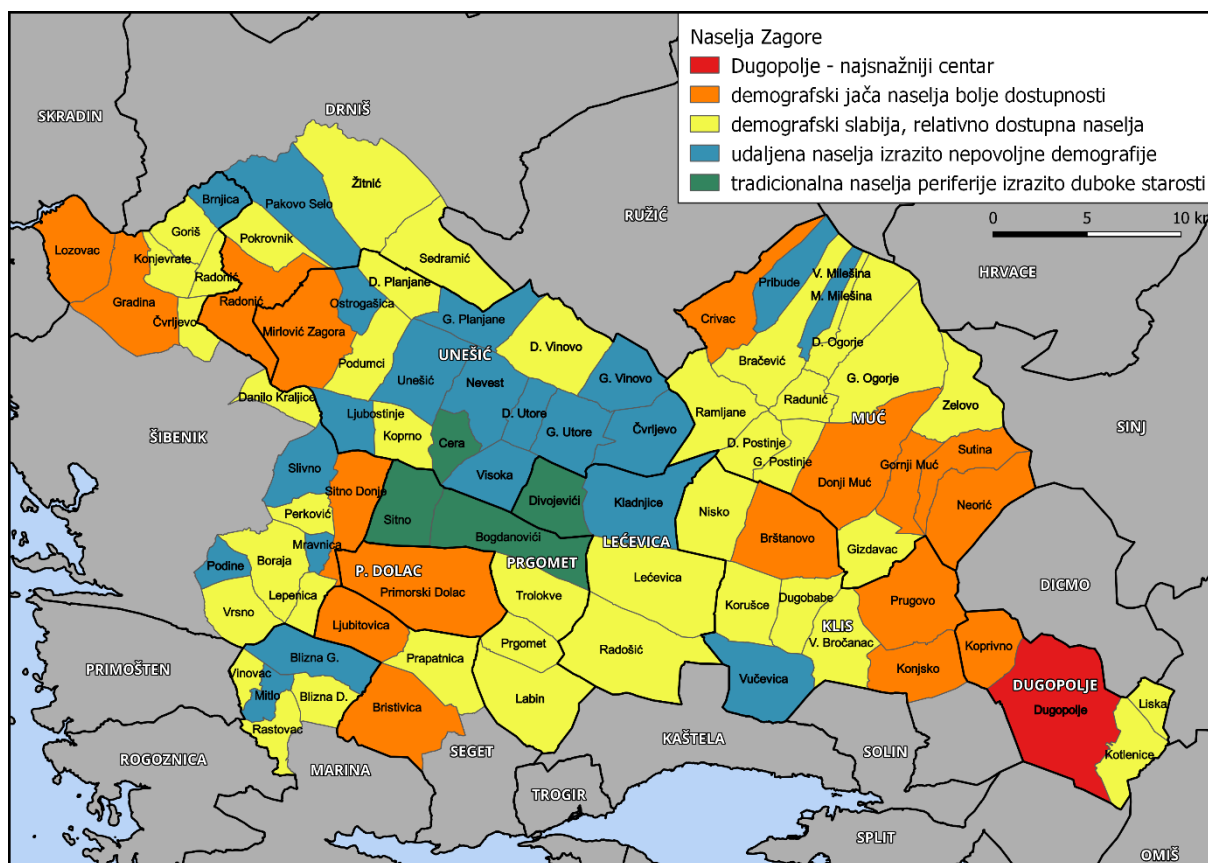 Naselja Zagore
Dugopolje - najsnažniji centar
demografski jača naselja bolje dostupnosti
demografski slabija, relativno dostupna naselja
udaljena naselja izrazito nepovoljne demografije
tradicionalna naselja periferije izrazito duboke starosti
0 5 10 km
SKRADIN
DRNIŠ
Žitnić
Brnjica
Pakovo Selo
RUŽIĆ
Goriš
Pokrovnik
Lozovac
Konjevrate
Sedramić
HRVACE
Radonić
D. Planjane
V. Milešina
Pribude
M. Milešina
Gradina
Radonić
Ostrogašica
Crivac
Čvrljevo
Mirlović Zagora
G. Planjane
D. Ogorje
D. Vinovo
UNEŠIĆ
Bračević
Podumci
G. Ogorje
Unešić
Nevest
G. Vinovo
Danilo Kraljice
Radunić
Zelovo
Ljubostinje
D. Utore
Ramljane
MUĆ
SINJ
ŠIBENIK
Koprno
Cera
G. Utore
Čvrljevo
D. Postinje
Gornji Muć
Sutina
G. Postinje
Slivno
Visoka
Donji Muć
Sitno Donje
Divojevići
Kladnjice
Neorić
Perković
Sitno
Nisko
Bogdanovići
Brštanovo
LEĆEVICA
Mravnica
Gizdavac
Boraja
Podine
P. DOLAC
PRGOMET
Lećevica
DICMO
Primorski Dolac
Trolokve
Lepenica
Vrsno
Korušce
Dugobabe
Prugovo
Ljubitovica
KLIS
Prgomet
V. Bročanac
Koprivno
Blizna G.
Prapatnica
Radošić
PRIMOŠTEN
Vinovac
Konjsko
Vučevica
DUGOPOLJE
Mitlo
Blizna D.
Bristivica
Labin
Dugopolje
Liska
Rastovac
KAŠTELA
SEGET
SOLIN
Kotlenice
ROGOZNICA
MARINA
TROGIR
SPLIT
OMIŠ